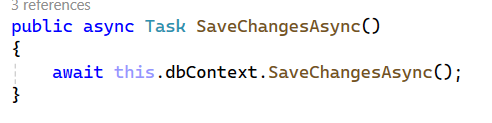 3 references
public async Task SaveChangesAsync()
{
await this.dbContext.SaveChangesAsync();
}